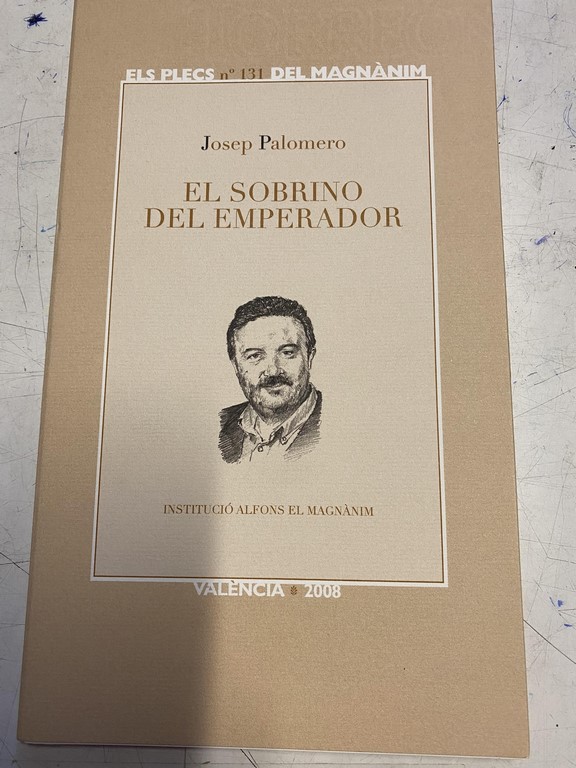 ELS PLECS nº 131 DEL MAGNÀNIM
Josep Palomero
EL SOBRINO
DEL EMPERADOR
INSTITUCIÓ ALFONS EL MAGNÀNIM
VALÈNCIA * 2008